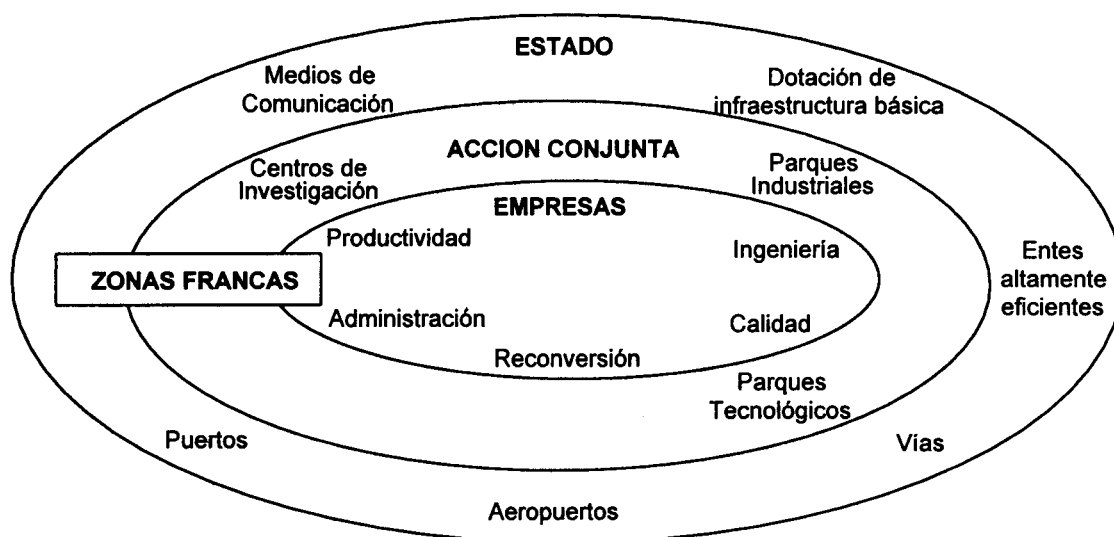 ESTADO
Medios de
Comunicación
Dotación de
infraestructura básica
ACCION CONJUNTA
Centros de
Investigación
Parques
Industriales
EMPRESAS
Productividad
Ingeniería
ZONAS FRANCAS
Entes
altamente
eficientes
Administración
Calidad
Reconversión
Parques
Tecnológicos
Puertos
Vías
Aeropuertos